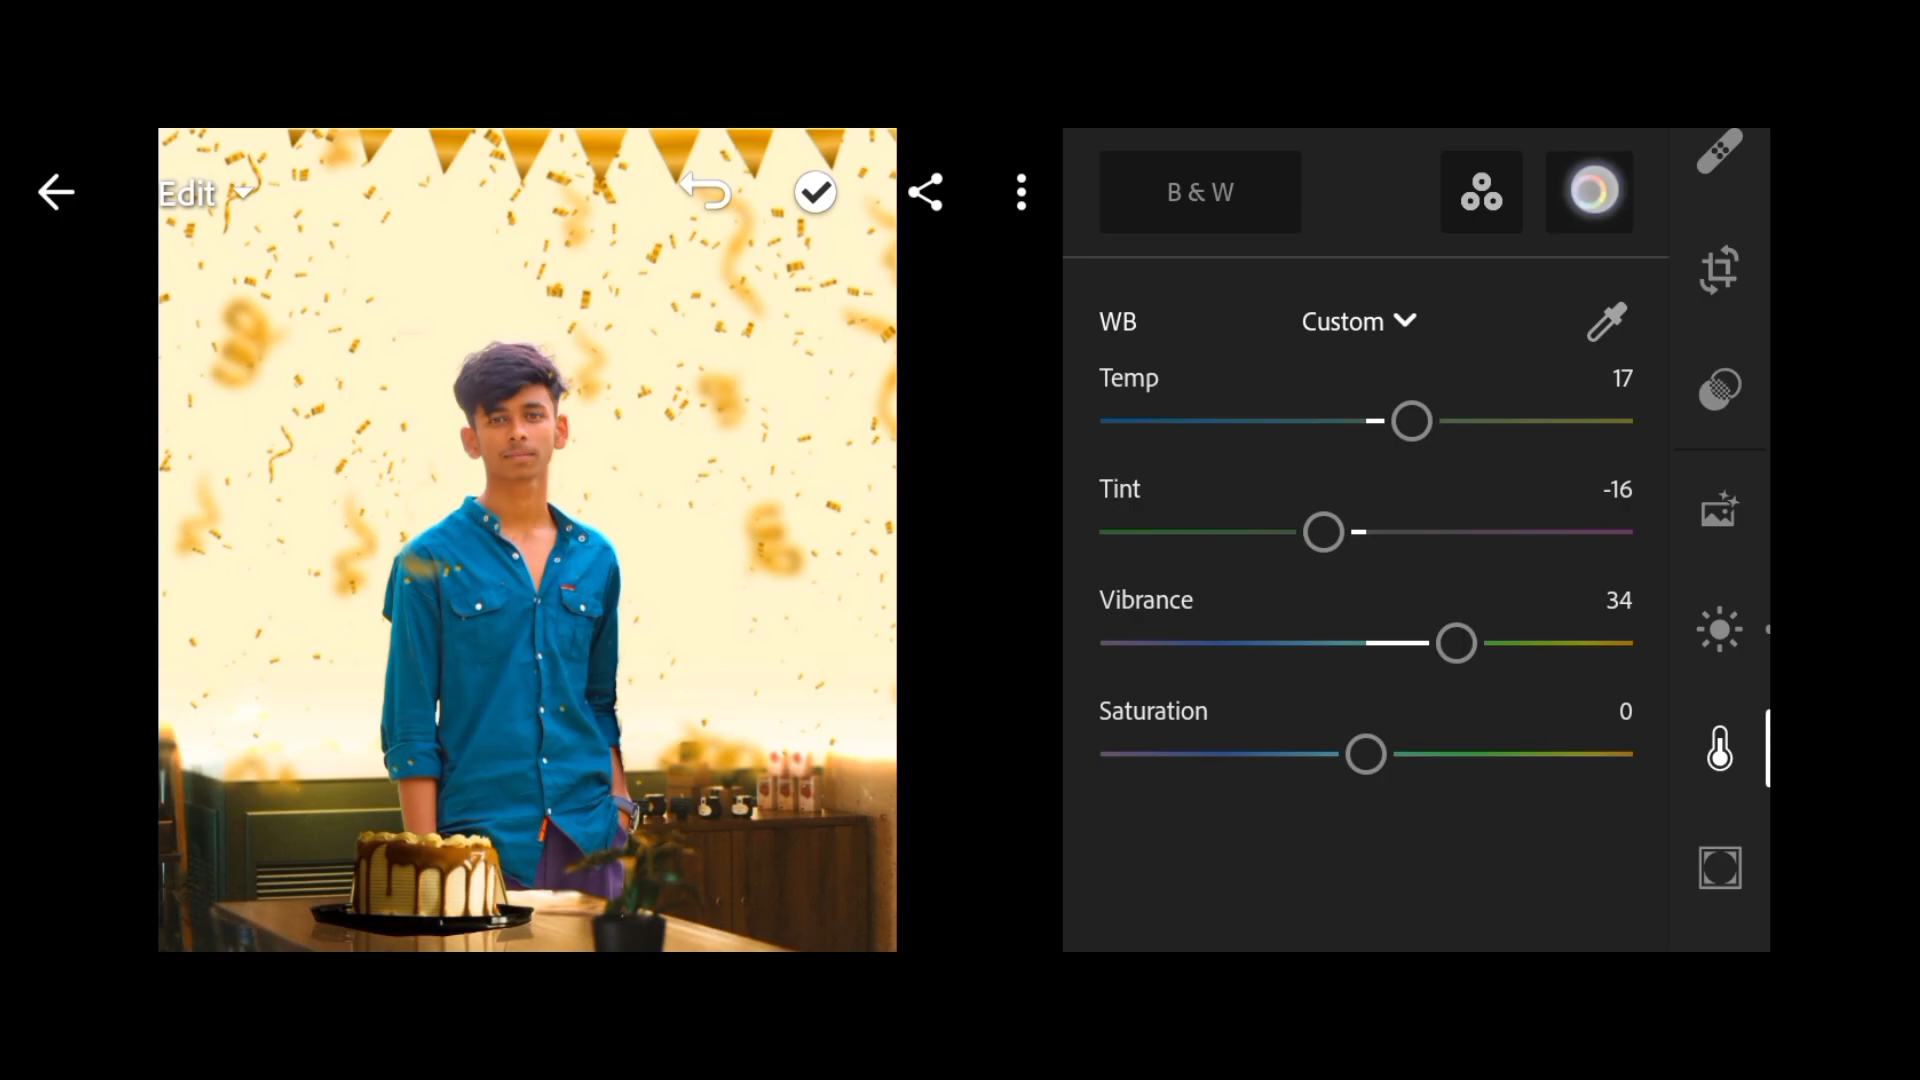 Edit
B & W
WB Custom
Temp 17
Tint -16
Vibrance 34
Saturation 0